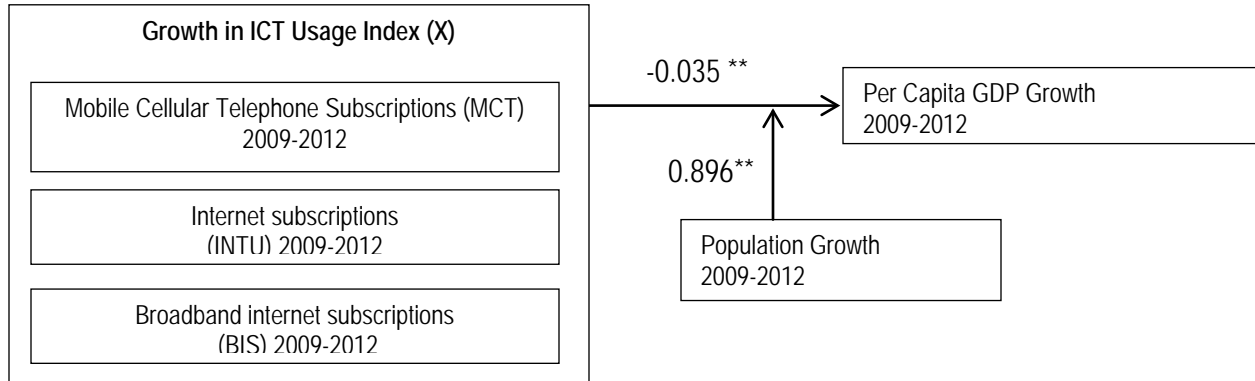 Growth in ICT Usage Index (X)
Mobile Cellular Telephone Subscriptions (MCT)
2009-2012
Internet subscriptions
(INTU) 2009-2012
Broadband internet subscriptions
(BIS) 2009-2012
-0.035 **
0.896**
Per Capita GDP Growth
2009-2012
Population Growth
2009-2012